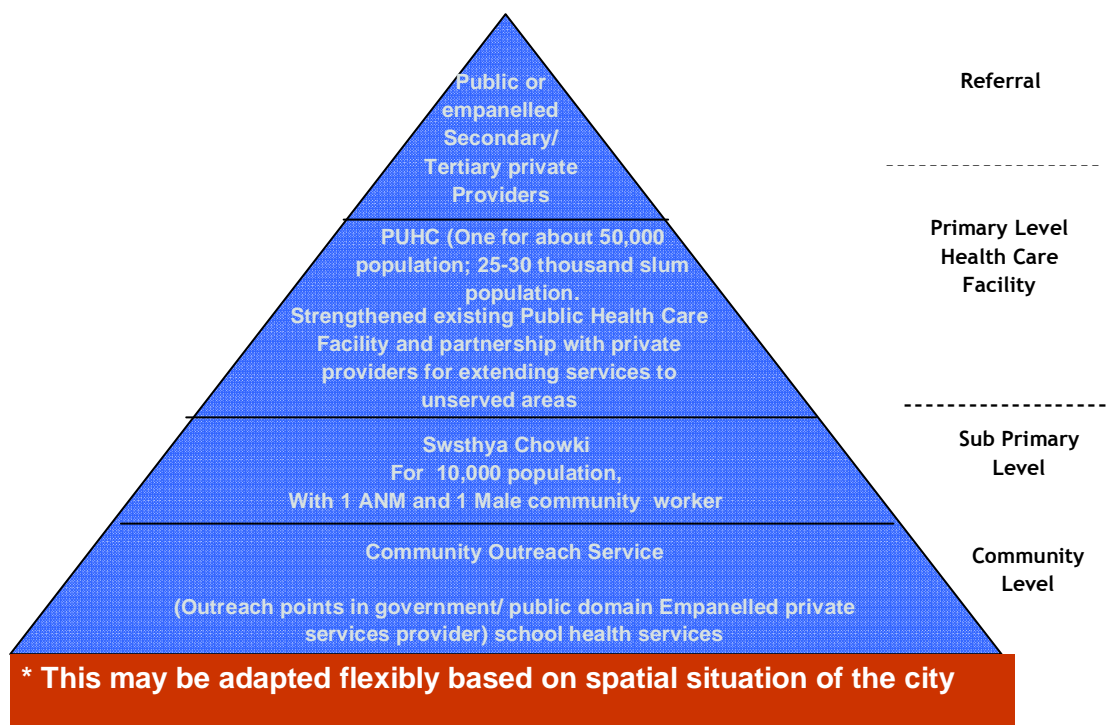 Public or
empanelled
Secondary/
Tertiary private
Providers
Referral
PUHC (One for about 50,000
population; 25-30 thousand slum
population.
Strengthened existing Public Health Care
Facility and partnership with private
providers for extending services to
unserved areas
Primary Level
Health Care
Facility
Swsthya Chowki
For 10,000 population,
With 1 ANM and 1 Male community worker
Sub Primary
Level
Community Outreach Service
(Outreach points in government/ public domain Empanelled private
services provider) school health services
Community
Level
* This may be adapted flexibly based on spatial situation of the city